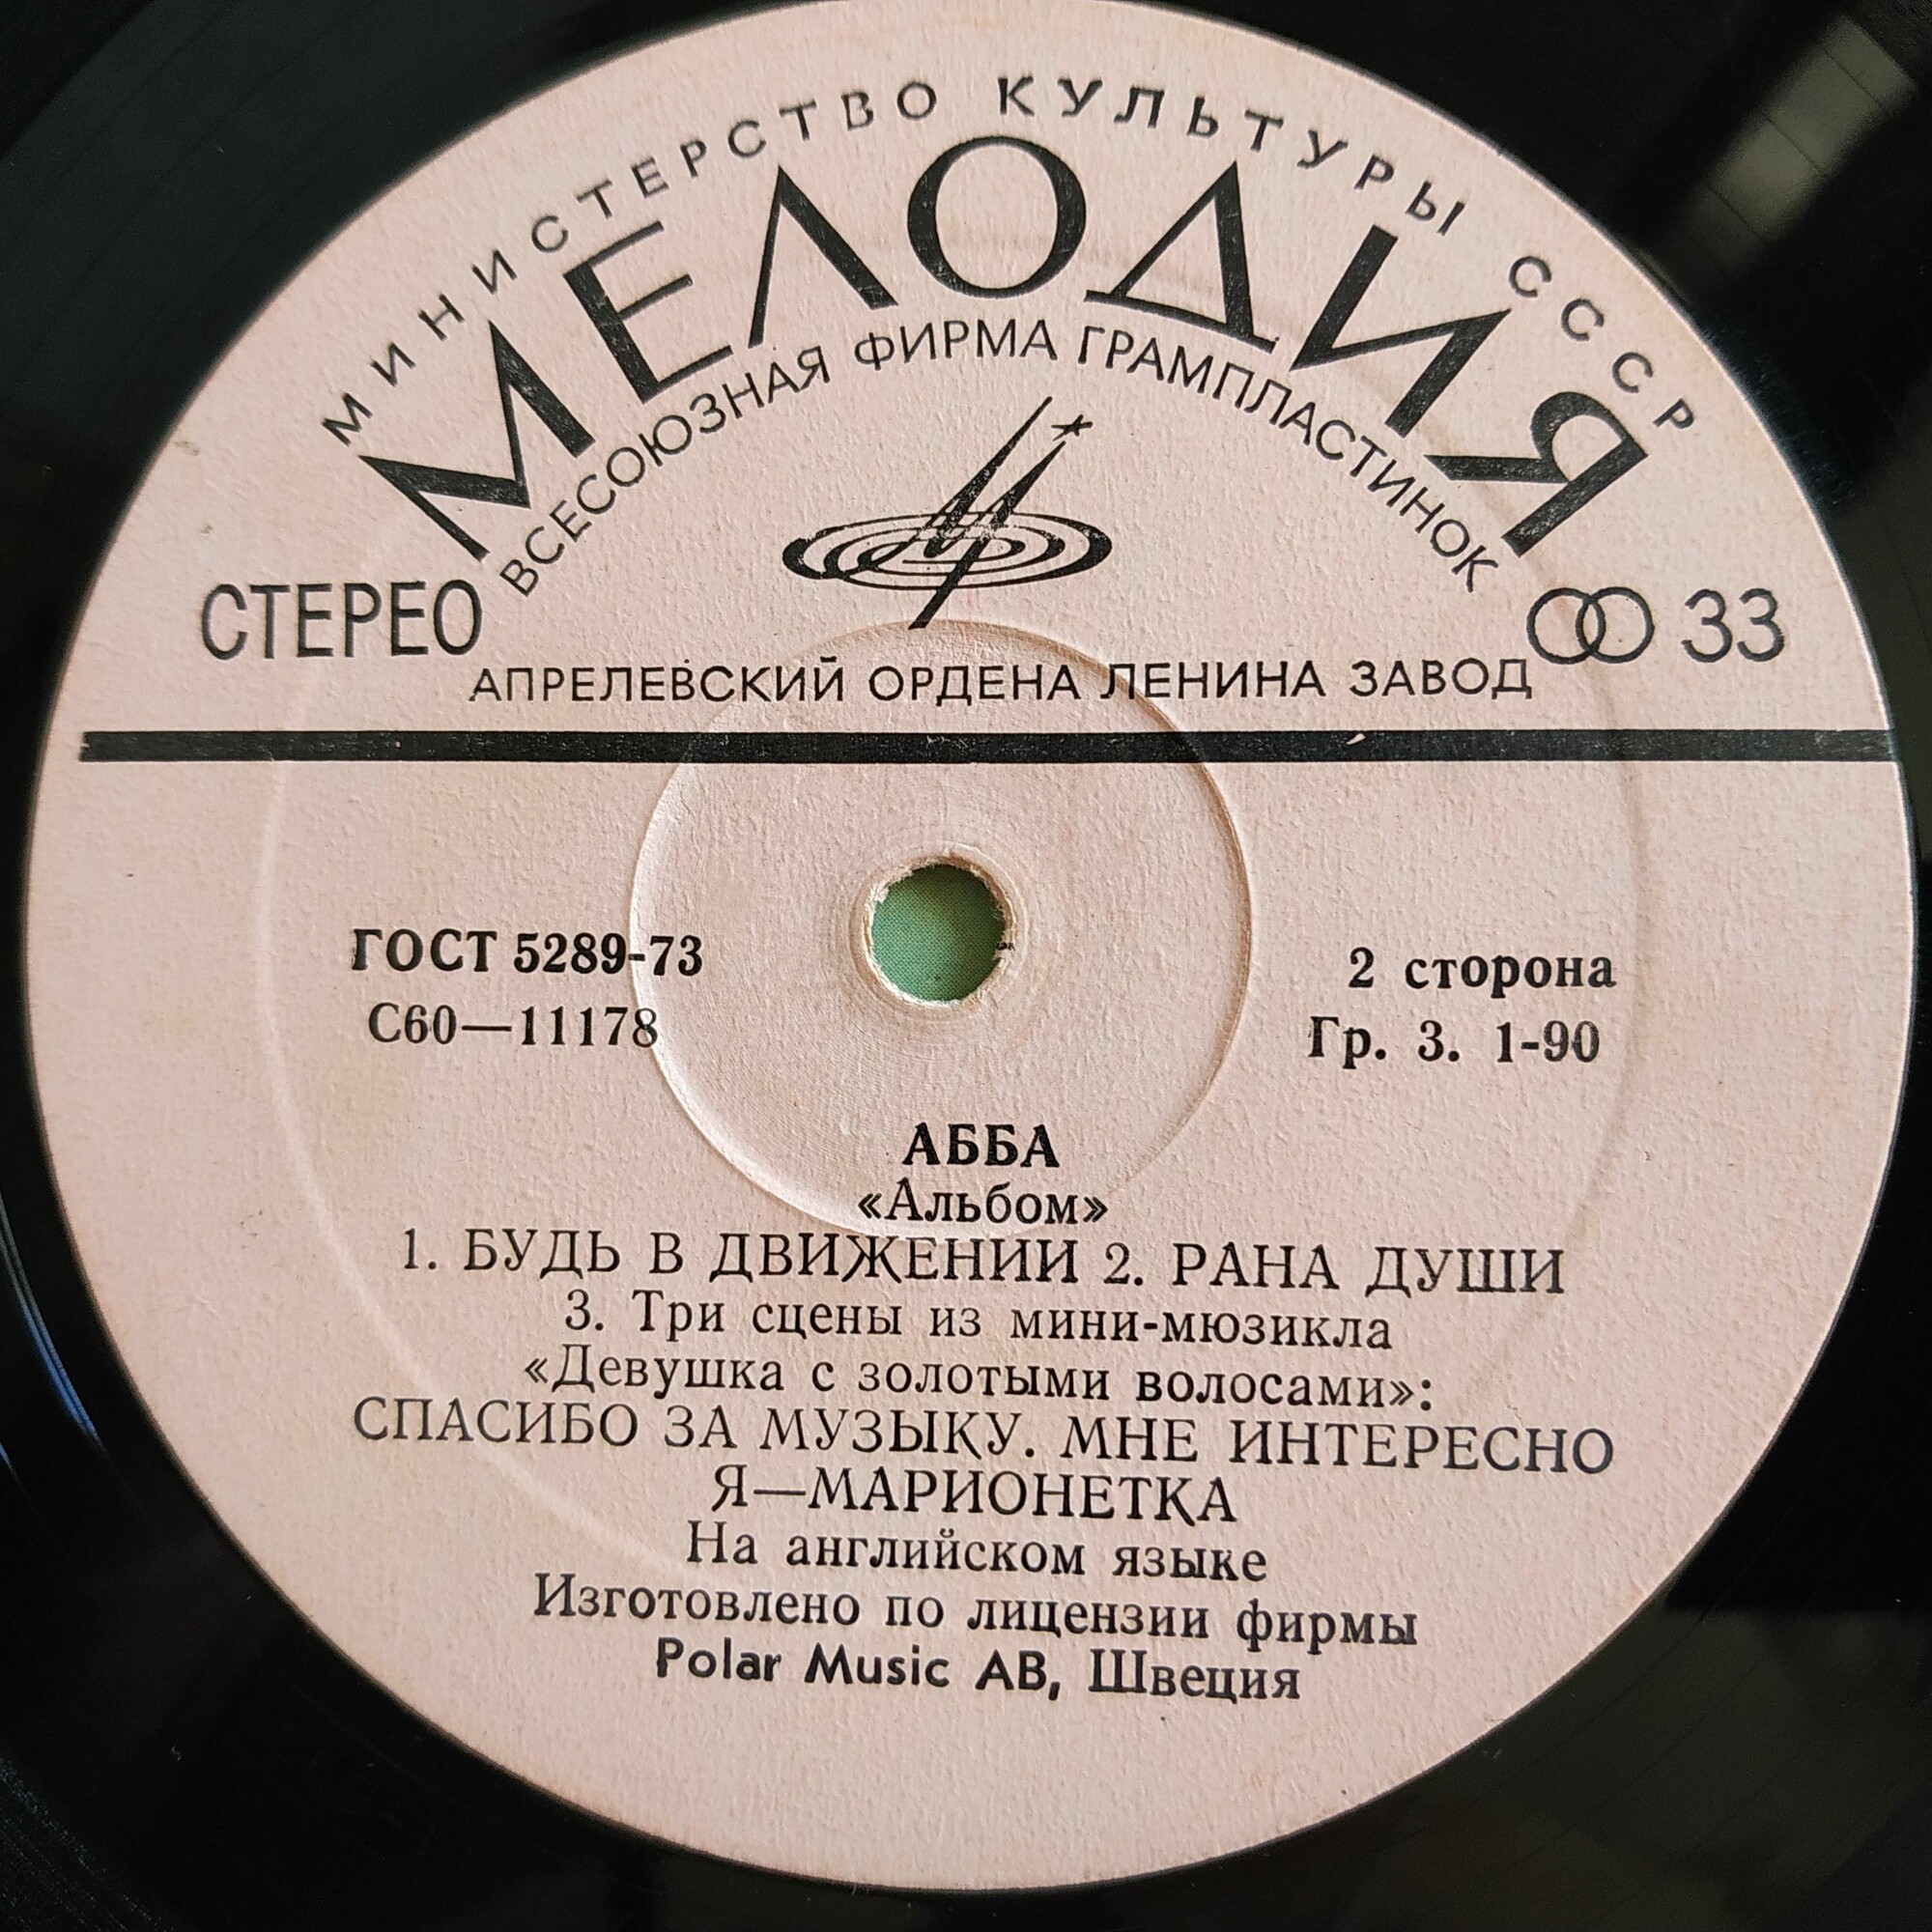 МИНИСТЕРСТВО КУЛЬТУРЫ СССР
МЕЛОДИЯ
ВСЕСОЮЗНАЯ ФИРМА ГРАМПЛАСТИНОК
СТЕРЕО
33
АПРЕЛЕВСКИЙ ОРДЕНА ЛЕНИНА ЗАВОД
ГОСТ 5289-73
С60—11178
2 сторона
Гр. 3. 1-90
АББА
«Альбом»
1. БУДЬ В ДВИЖЕНИИ 2. РАНА ДУШИ
3. Три сцены из мини-мюзикла
«Девушка с золотыми волосами»:
СПАСИБО ЗА МУЗЫКУ. МНЕ ИНТЕРЕСНО
Я—МАРИОНЕТКА
На английском языке
Изготовлено по лицензии фирмы
Polar Music AB, Швеция